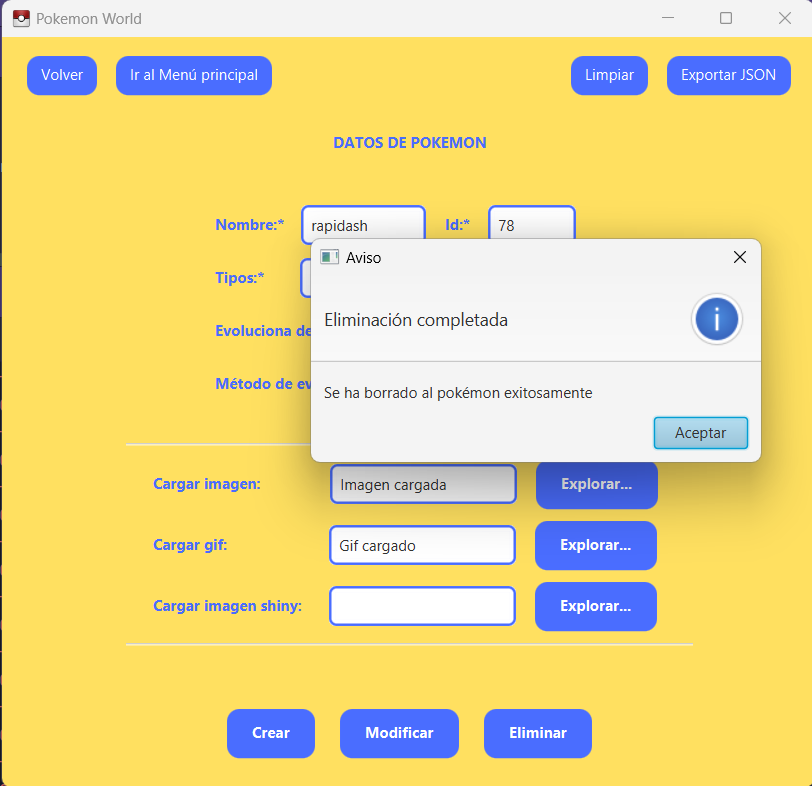 Pokemon World
Volver
Ir al Menú principal
Limpiar
Exportar JSON
DATOS DE POKEMON
Nombre:*
rapidash
Id:*
78
Tipos:*
Evoluciona de
Método de ev
Aviso
Eliminación completada
Se ha borrado al pokémon exitosamente
Aceptar
Cargar imagen:
Imagen cargada
Explorar...
Cargar gif:
Gif cargado
Explorar...
Cargar imagen shiny:
Explorar...
Crear
Modificar
Eliminar